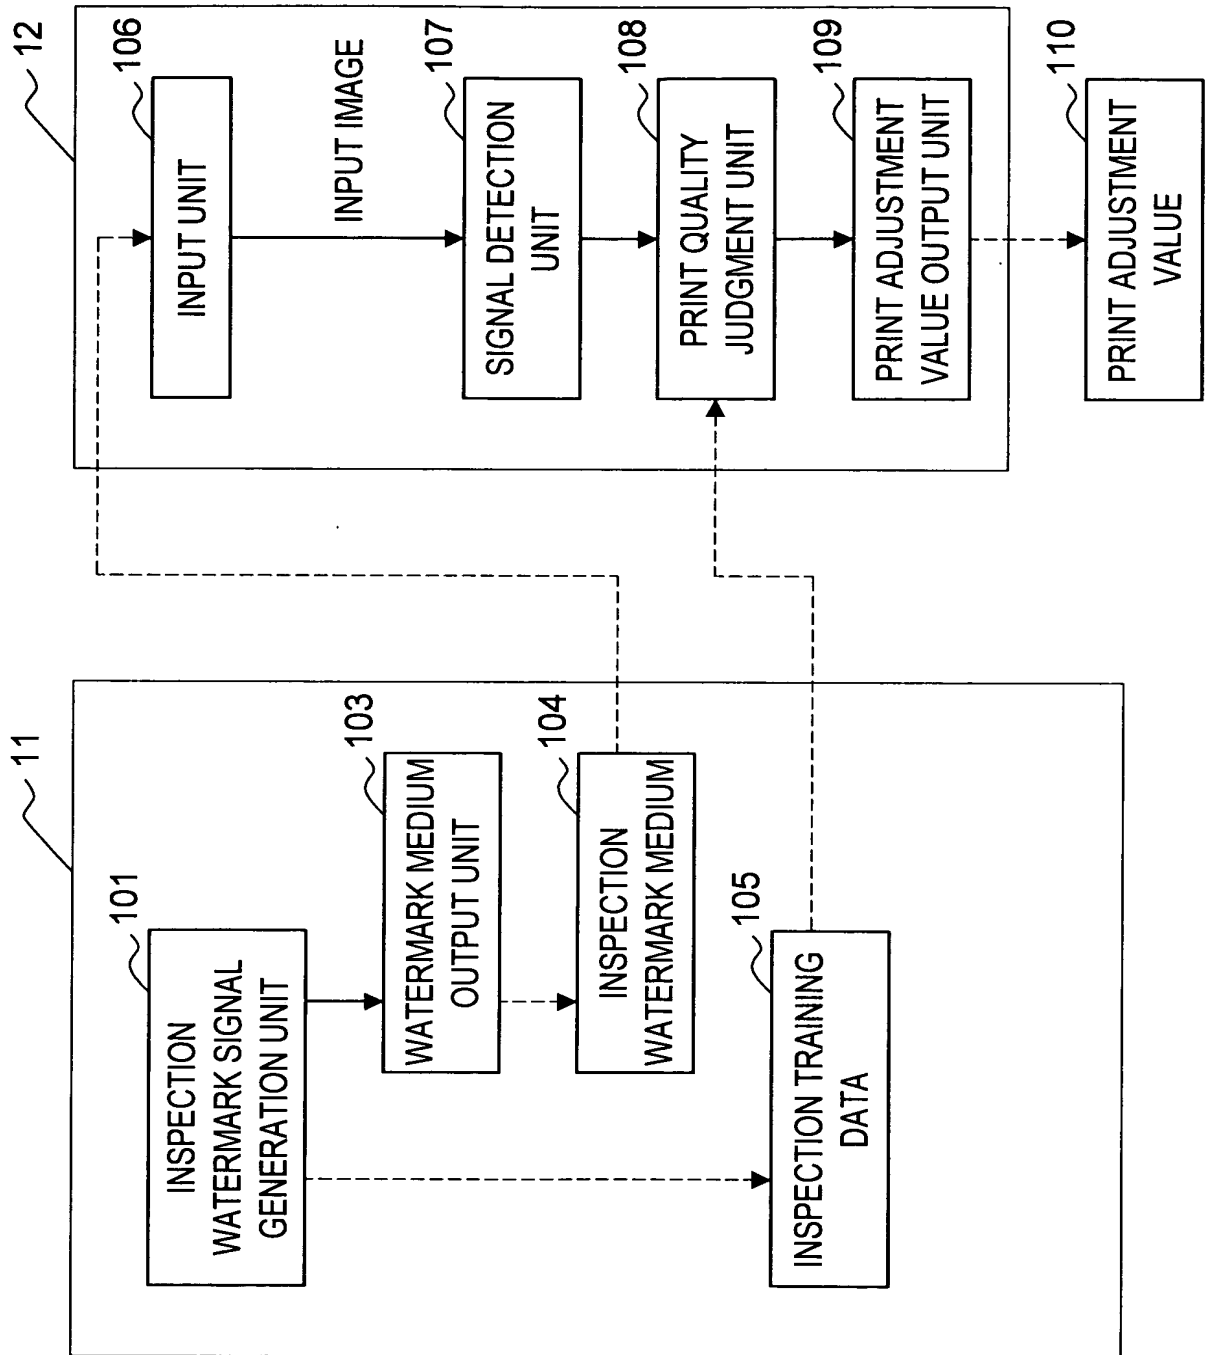 11
101
INSPECTION
WATERMARK SIGNAL
GENERATION UNIT
103
WATERMARK MEDIUM
OUTPUT UNIT
104
INSPECTION
WATERMARK MEDIUM
105
INSPECTION TRAINING
DATA
12
106
INPUT UNIT
INPUT IMAGE
107
SIGNAL DETECTION
UNIT
108
PRINT QUALITY
JUDGMENT UNIT
109
PRINT ADJUSTMENT
VALUE OUTPUT UNIT
110
PRINT ADJUSTMENT
VALUE